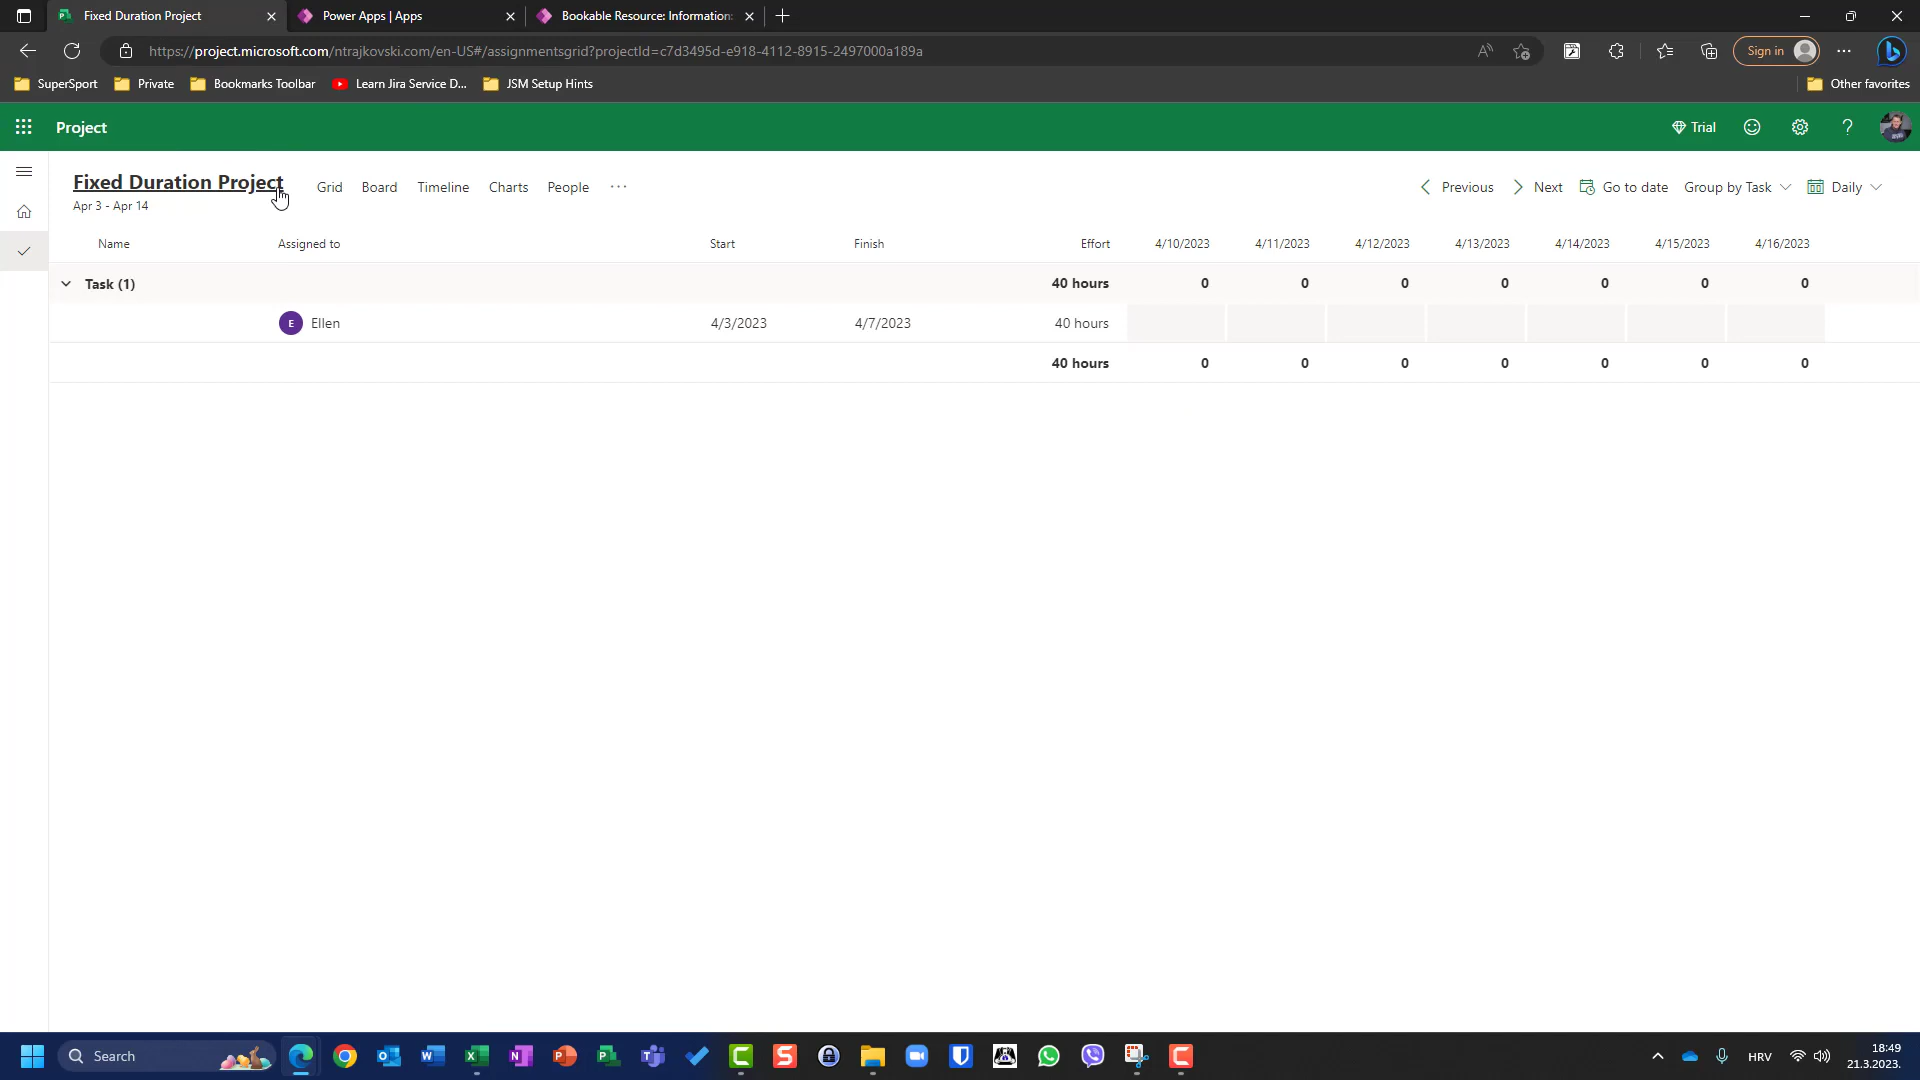 Fixed Duration Project
Power Apps | Apps
Bookable Resource: Information:
https://project.microsoft.com/ntrajkovski.com/en-US#/assignmentsgrid?projectId=c7d3495d-e918-4112-8915-2497000a189a
Sign in
SuperSport
Private
Bookmarks Toolbar
Learn Jira Service D...
JSM Setup Hints
Other favorites
Project
Trial
Fixed Duration Project
Apr 3 - Apr 14
Grid Board Timeline Charts People ...
Previous Next Go to date Group by Task Daily
Name Assigned to Start Finish Effort 4/10/2023 4/11/2023 4/12/2023 4/13/2023 4/14/2023 4/15/2023 4/16/2023
Task (1) 40 hours 0 0 0 0 0 0 0
E Ellen 4/3/2023 4/7/2023 40 hours
40 hours 0 0 0 0 0 0 0
Search
HRV
18:49
21.3.2023.